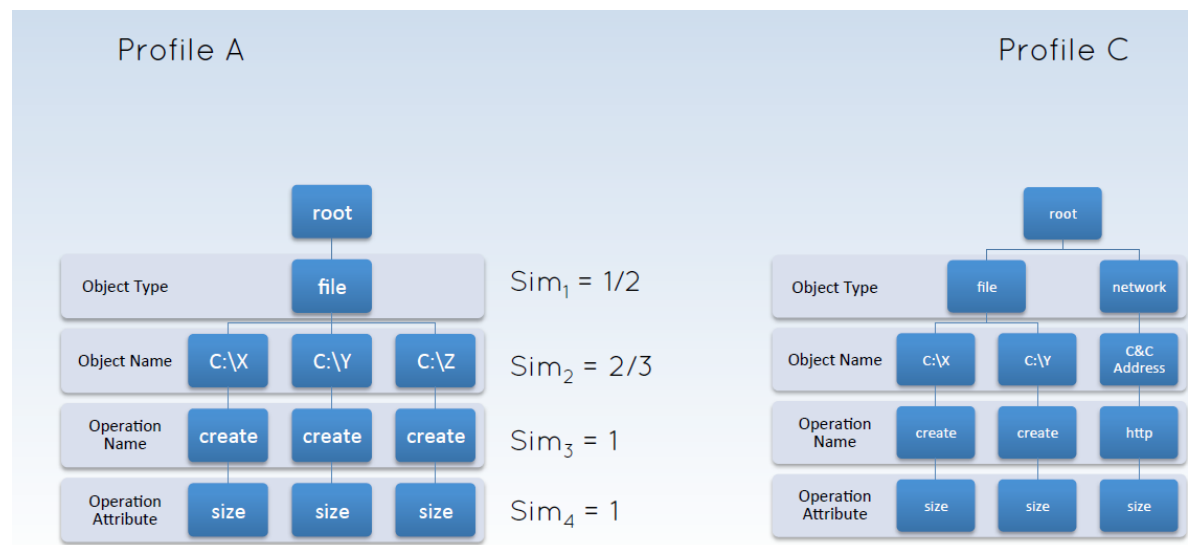 Profile A
Profile C
root
root
Object Type
file
Sim₁ = 1/2
Object Type
file
network
Object Name
C:\X
C:\Y
C:\Z
Sim₂ = 2/3
Object Name
C:\X
C:\Y
C&C
Address
Operation
Name
create
create
create
Sim₃ = 1
Operation
Name
create
create
http
Operation
Attribute
size
size
size
Sim₄ = 1
Operation
Attribute
size
size
size